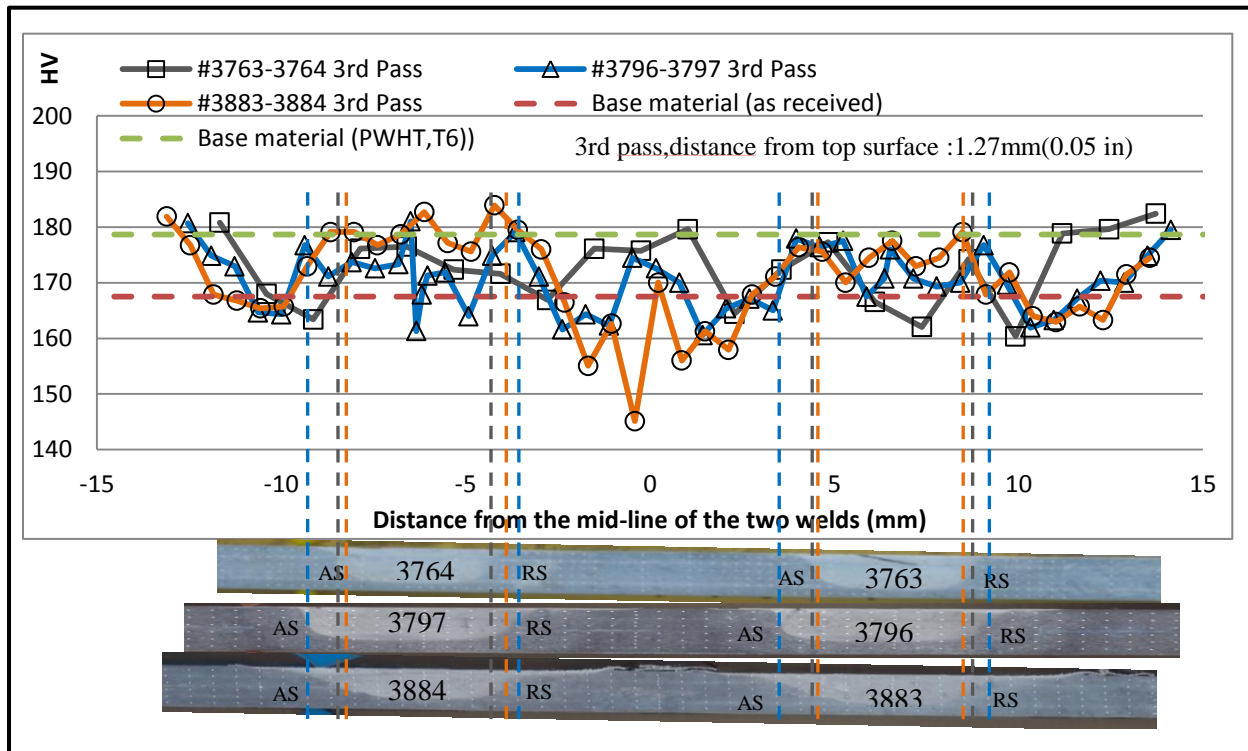 HV
#3763-3764 3rd Pass
#3796-3797 3rd Pass
#3883-3884 3rd Pass
Base material (as received)
Base material (PWHT,T6))
3rd pass,distance from top surface :1.27mm(0.05 in)
200
190
180
170
160
150
140
-15 -10 -5 0 5 10 15
Distance from the mid-line of the two welds (mm)
AS 3764 RS AS 3763 RS
AS 3797 RS AS 3796 RS
AS 3884 RS AS 3883 RS